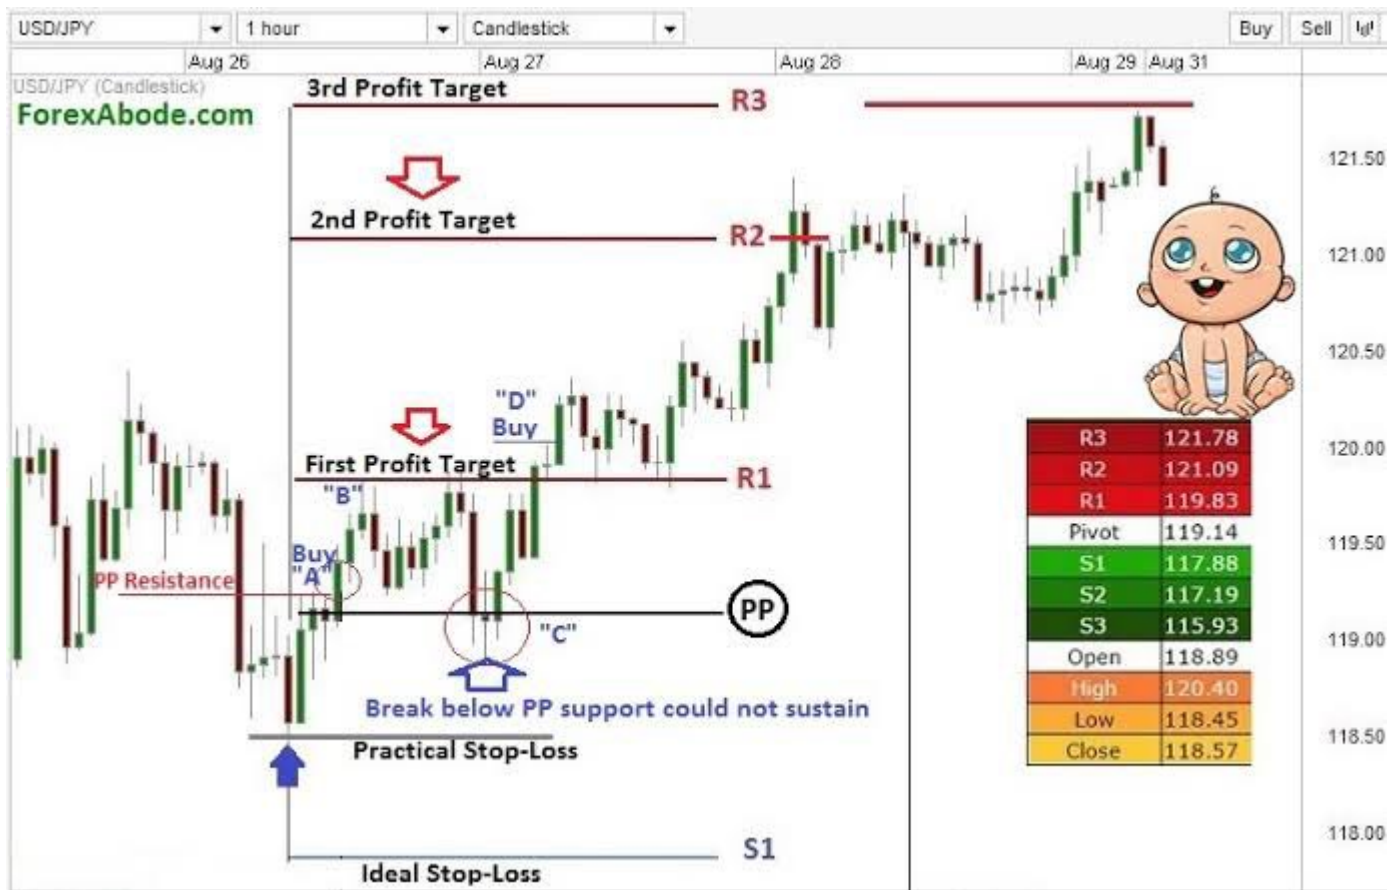 USD/JPY 1 hour Candlestick Buy Sell
Aug 26 Aug 27 Aug 28 Aug 29 Aug 31
USD/JPY (Candlestick)
ForexAbode.com
3rd Profit Target R3
121.50
2nd Profit Target R2
121.00
120.50
"D"
Buy
120.00
First Profit Target R1
"B"
119.50
Buy
"A"
PP Resistance
PP
"C"
119.00
Break below PP support could not sustain
Practical Stop-Loss
118.50
118.00
S1
Ideal Stop-Loss
R3 121.78
R2 121.09
R1 119.83
Pivot 119.14
S1 117.88
S2 117.19
S3 115.93
Open 118.89
High 120.40
Low 118.45
Close 118.57